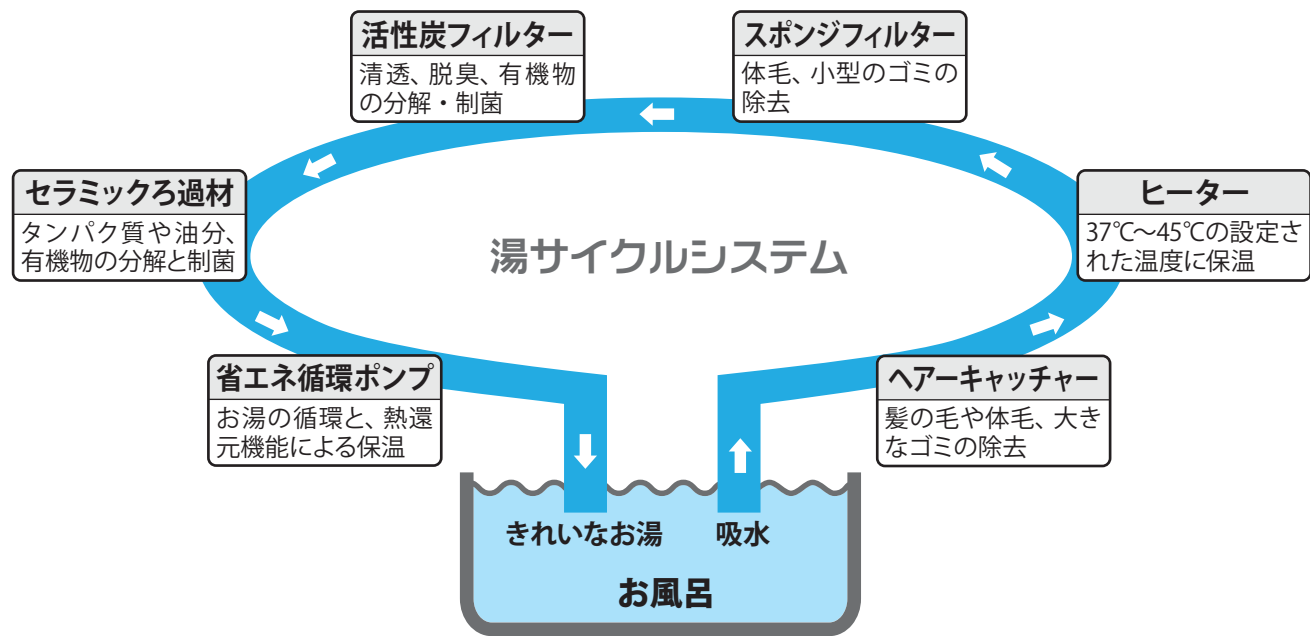 活性炭フィルター
清透、脱臭、有機物
の分解・制菌
スポンジフィルター
体毛、小型のゴミの
除去
セラミックろ過材
タンパク質や油分、
有機物の分解と制菌
湯サイクルシステム
ヒーター
37℃～45℃の設定さ
れた温度に保温
省エネ循環ポンプ
お湯の循環と、熱還
元機能による保温
ヘアーキャッチャー
髪の毛や体毛、大き
なゴミの除去
きれいなお湯
吸水
お風呂